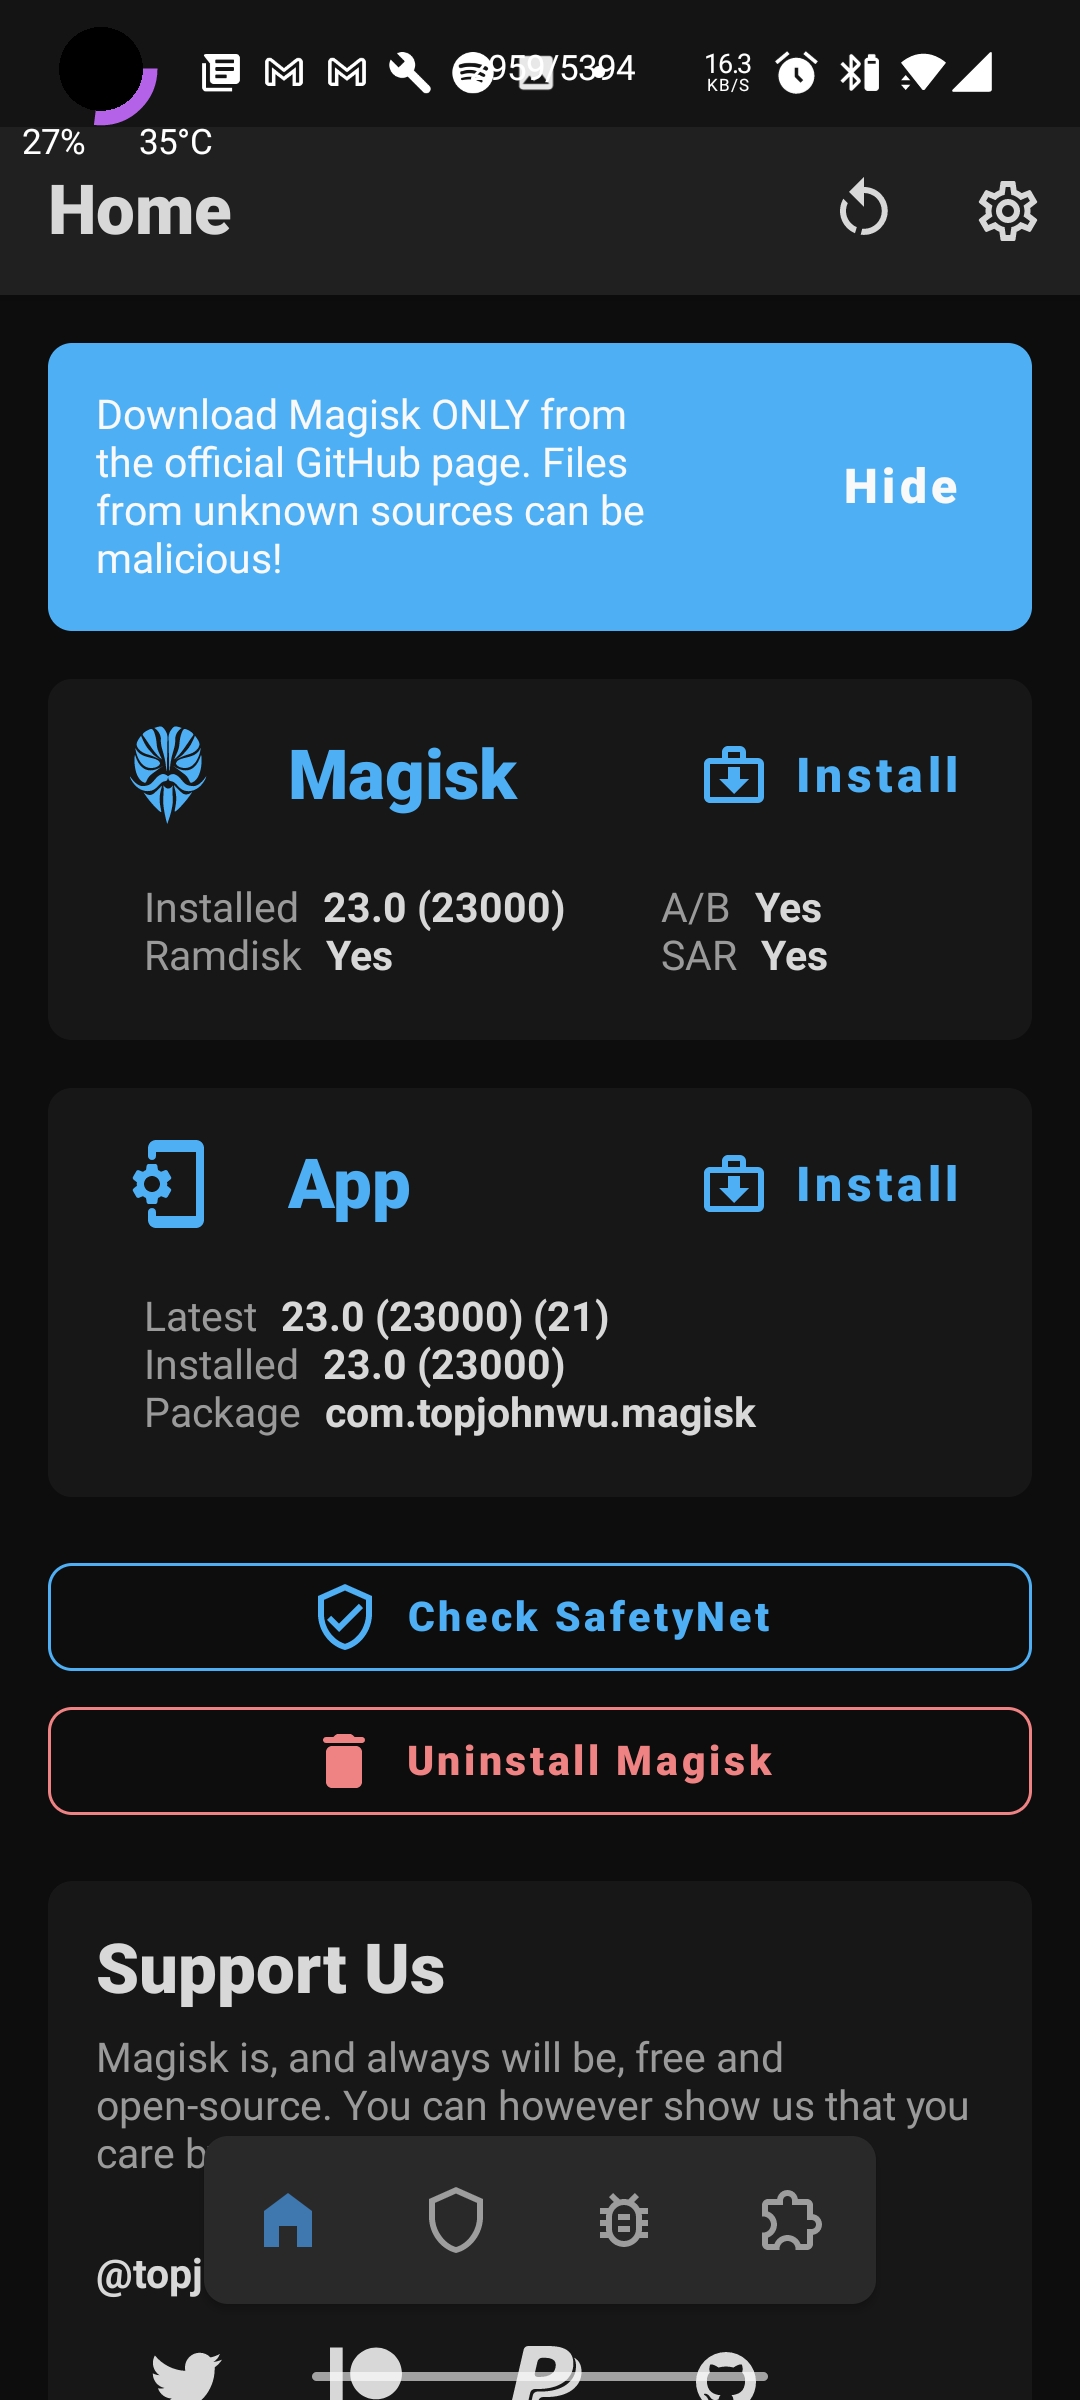 959/5394
16.3
KB/S
27% 35°C
Home
Download Magisk ONLY from
the official GitHub page. Files
from unknown sources can be
malicious!
Hide
Magisk
Install
Installed 23.0 (23000) A/B Yes
Ramdisk Yes SAR Yes
App
Install
Latest 23.0 (23000) (21)
Installed 23.0 (23000)
Package com.topjohnwu.magisk
Check SafetyNet
Uninstall Magisk
Support Us
Magisk is, and always will be, free and
open-source. You can however show us that you
care
@topj